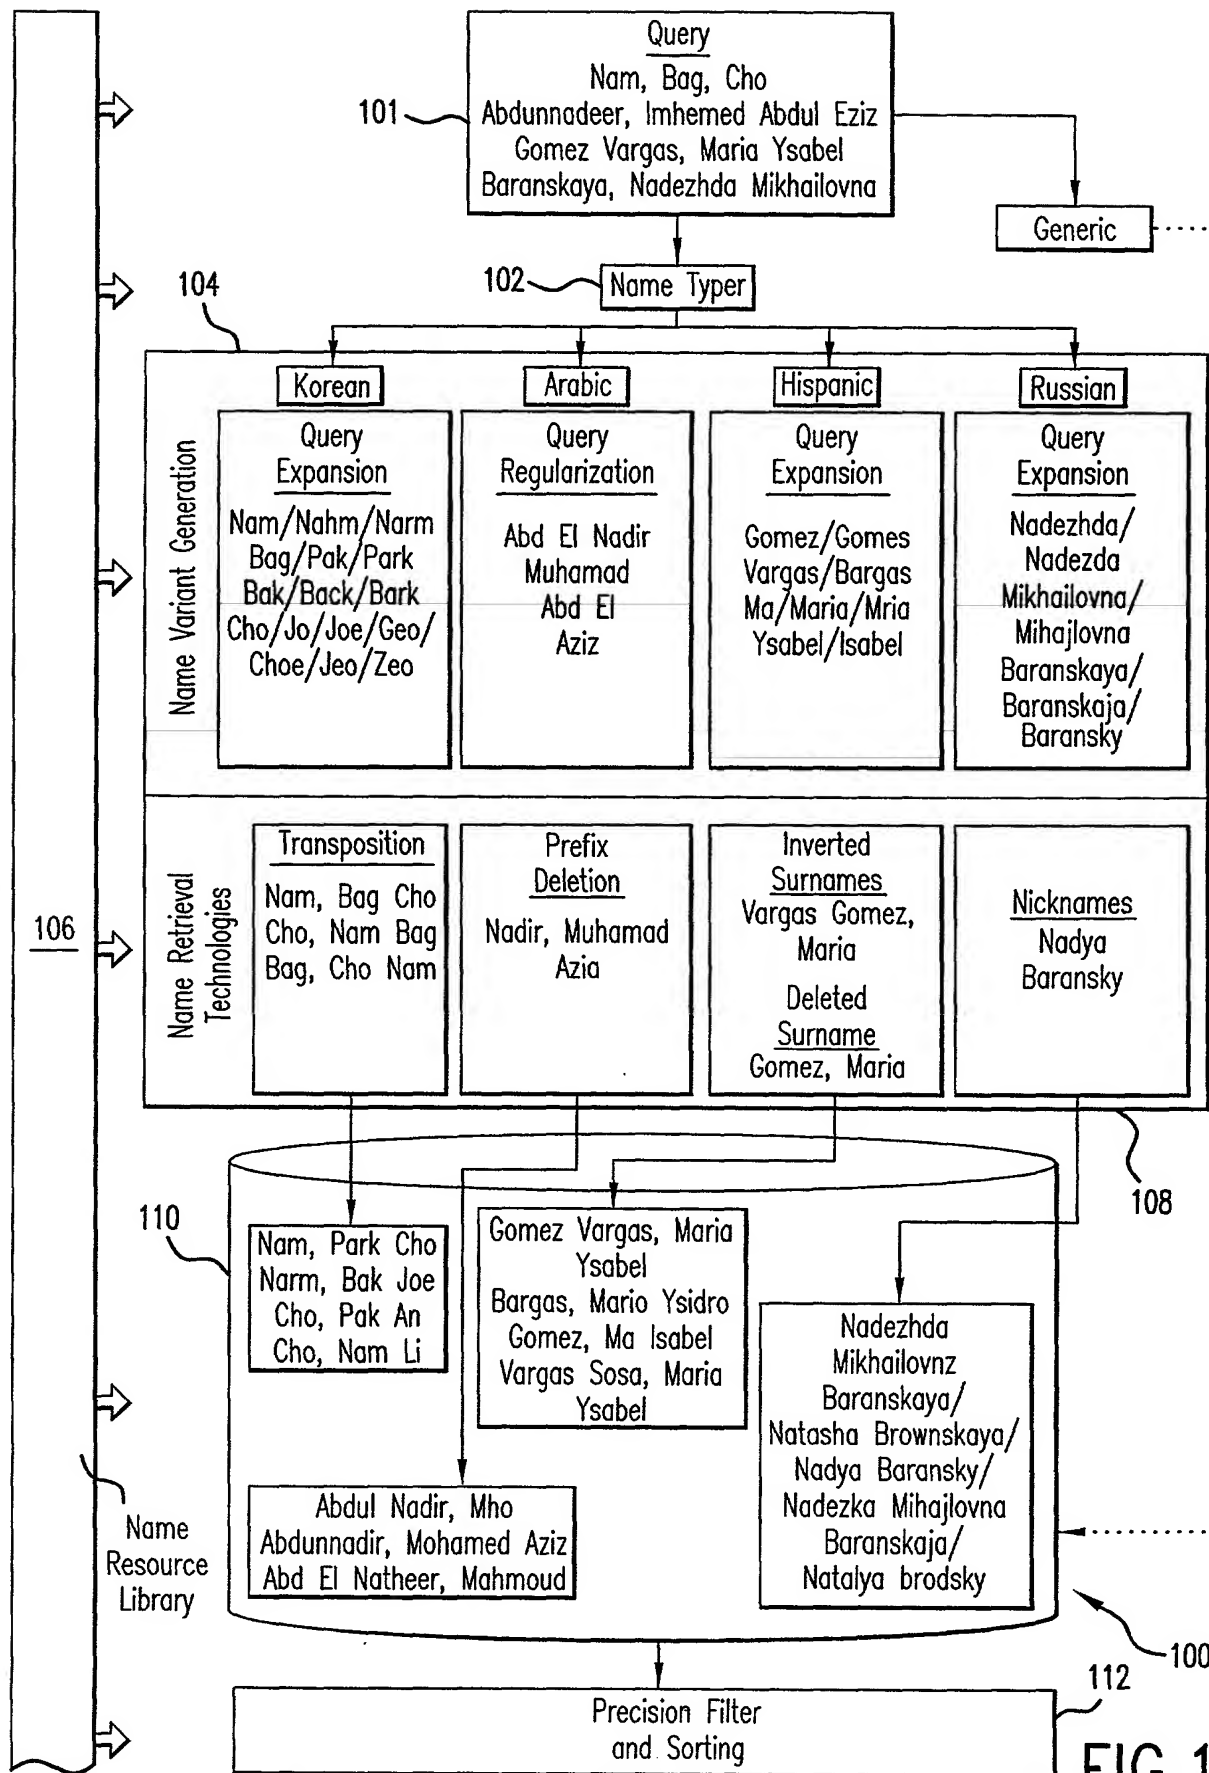 Query
Nam, Bag, Cho
Abdunnadeer, Imhemed Abdul Eziz
Gomez Vargas, Maria Ysabel
Baranskaya, Nadezhda Mikhailovna
101
Generic
102
Name Typer
104
Korean
Arabic
Hispanic
Russian
Name Variant Generation
Query
Expansion
Nam/Nahm/Narm
Bag/Pak/Park
Bak/Back/Bark
Cho/Jo/Joe/Geo/
Choe/Jeo/Zeo
Query
Regularization
Abd El Nadir
Muhamad
Abd El
Aziz
Query
Expansion
Gomez/Gomes
Vargas/Bargas
Ma/Maria/Mria
Ysabel/Isabel
Query
Expansion
Nadezhda/
Nadezda
Mikhailovna/
Mihajlovna
Baranskaya/
Baranskaja/
Baransky
106
Name Retrieval
Technologies
Transposition
Nam, Bag Cho
Cho, Nam Bag
Bag, Cho Nam
Prefix
Deletion
Nadir, Muhamad
Azia
Inverted
Surnames
Vargas Gomez,
Maria
Deleted
Surname
Gomez, Maria
Nicknames
Nadya
Baransky
108
110
Nam, Park Cho
Narm, Bak Joe
Cho, Pak An
Cho, Nam Li
Gomez Vargas, Maria
Ysabel
Bargas, Mario Ysidro
Gomez, Ma Isabel
Vargas Sosa, Maria
Ysabel
Nadezhda
Mikhailovnz
Baranskaya/
Natasha Brownskaya/
Nadya Baransky/
Nadezka Mihajlovna
Baranskaja/
Natalya brodsky
Abdul Nadir, Mho
Abdunnadir, Mohamed Aziz
Abd El Natheer, Mahmoud
Name
Resource
Library
100
112
Precision Filter
and Sorting
FIG.1